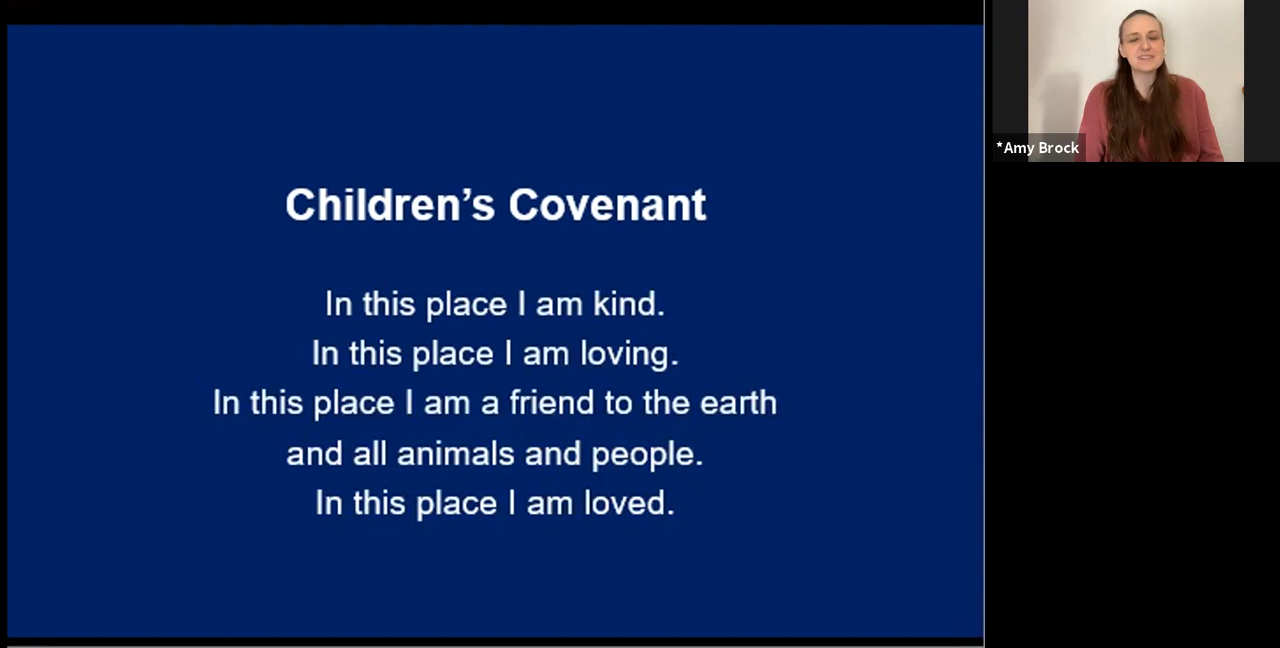 Children’s Covenant
In this place I am kind.
In this place I am loving.
In this place I am a friend to the earth
and all animals and people.
In this place I am loved.
*Amy Brock